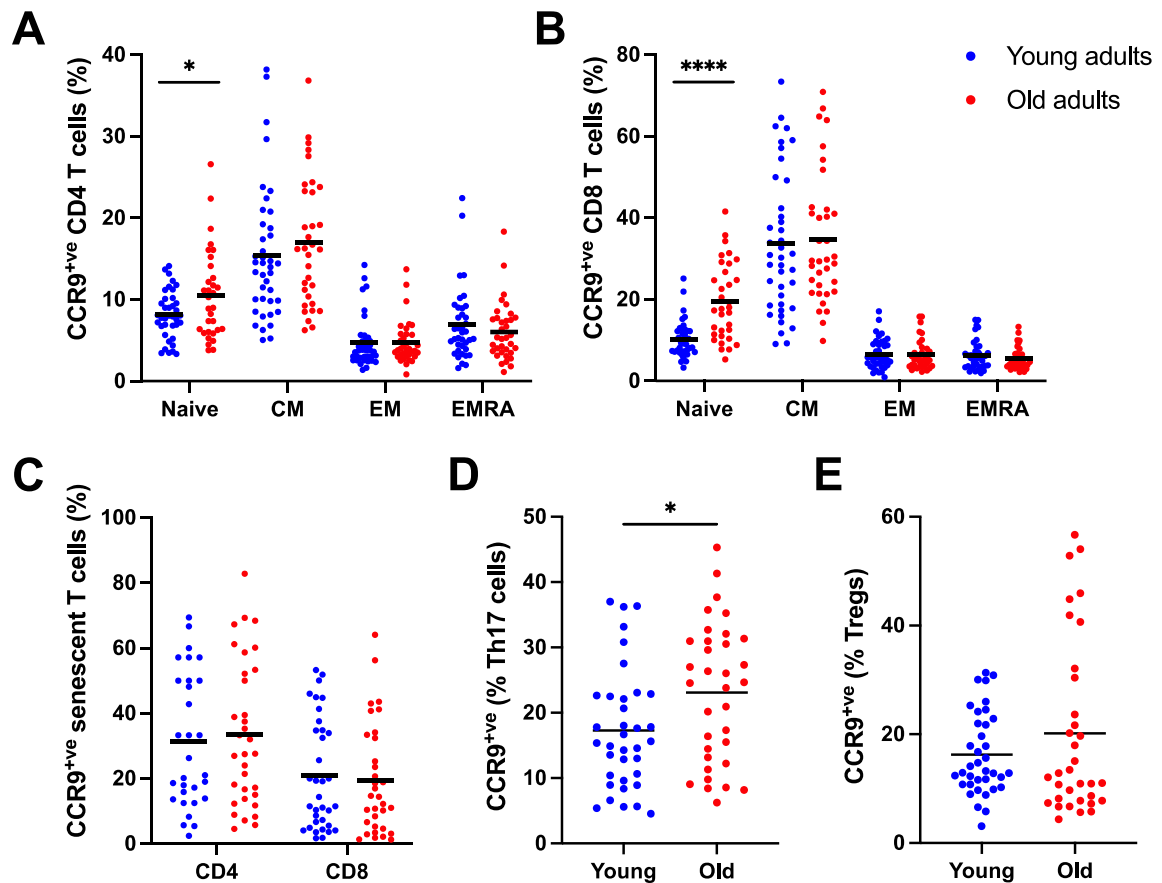 A
CCR9+ve CD4 T cells (%)
40
30
20
10
0
*
Naive CM EM EMRA
B
CCR9+ve CD8 T cells (%)
80
60
40
20
0
****
Naive CM EM EMRA
Young adults
Old adults
C
CCR9+ve senescent T cells (%)
100
80
60
40
20
0
CD4 CD8
D
CCR9+ve (% Th17 cells)
50
40
30
20
10
0
*
Young Old
E
CCR9+ve (% Tregs)
60
40
20
0
Young Old